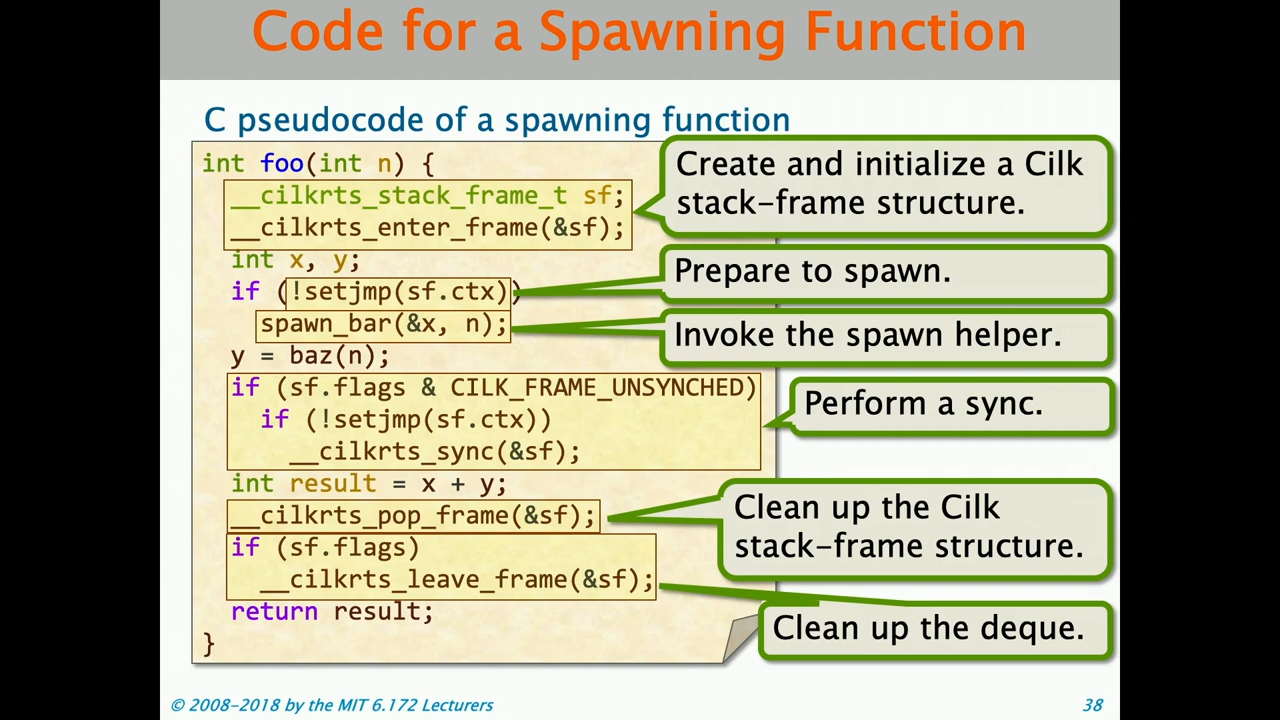 Code for a Spawning Function
C pseudocode of a spawning function
int foo(int n) {
__cilkrts_stack_frame_t sf;
__cilkrts_enter_frame(&sf);
int x, y;
if (!setjmp(sf.ctx))
spawn_bar(&x, n);
y = baz(n);
if (sf.flags & CILK_FRAME_UNSYNCHED)
if (!setjmp(sf.ctx))
__cilkrts_sync(&sf);
int result = x + y;
__cilkrts_pop_frame(&sf);
if (sf.flags)
__cilkrts_leave_frame(&sf);
return result;
}
Create and initialize a Cilk
stack-frame structure.
Prepare to spawn.
Invoke the spawn helper.
Perform a sync.
Clean up the Cilk
stack-frame structure.
Clean up the deque.
© 2008-2018 by the MIT 6.172 Lecturers
38